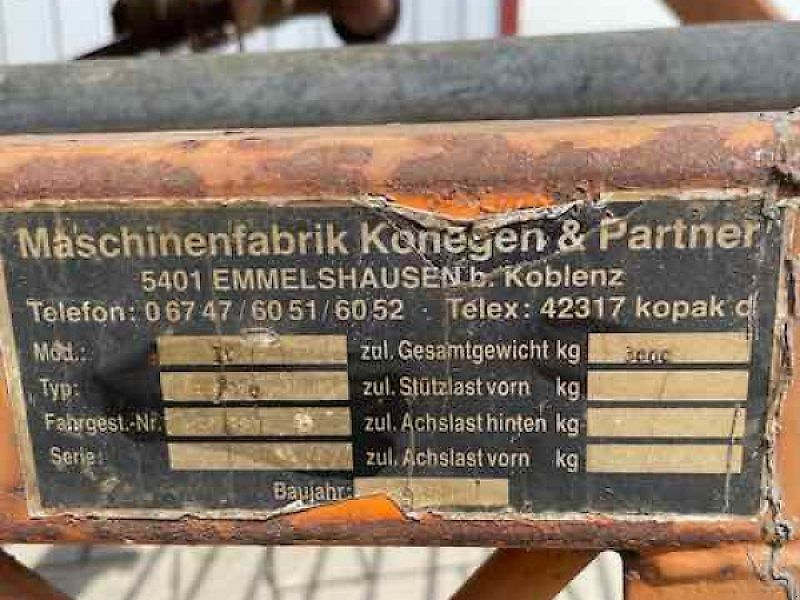 Maschinenfabrik Konegen & Partner
5401 EMMELSHAUSEN b. Koblenz
Telefon: 0 67 47 / 60 51 / 60 52 · Telex: 42317 kopak d
Mod.: zul. Gesamtgewicht kg
Typ: zul. Stützlast vorn kg
Fahrgest.-Nr. zul. Achslast hinten kg
Serie: zul. Achslast vorn kg
Baujahr: